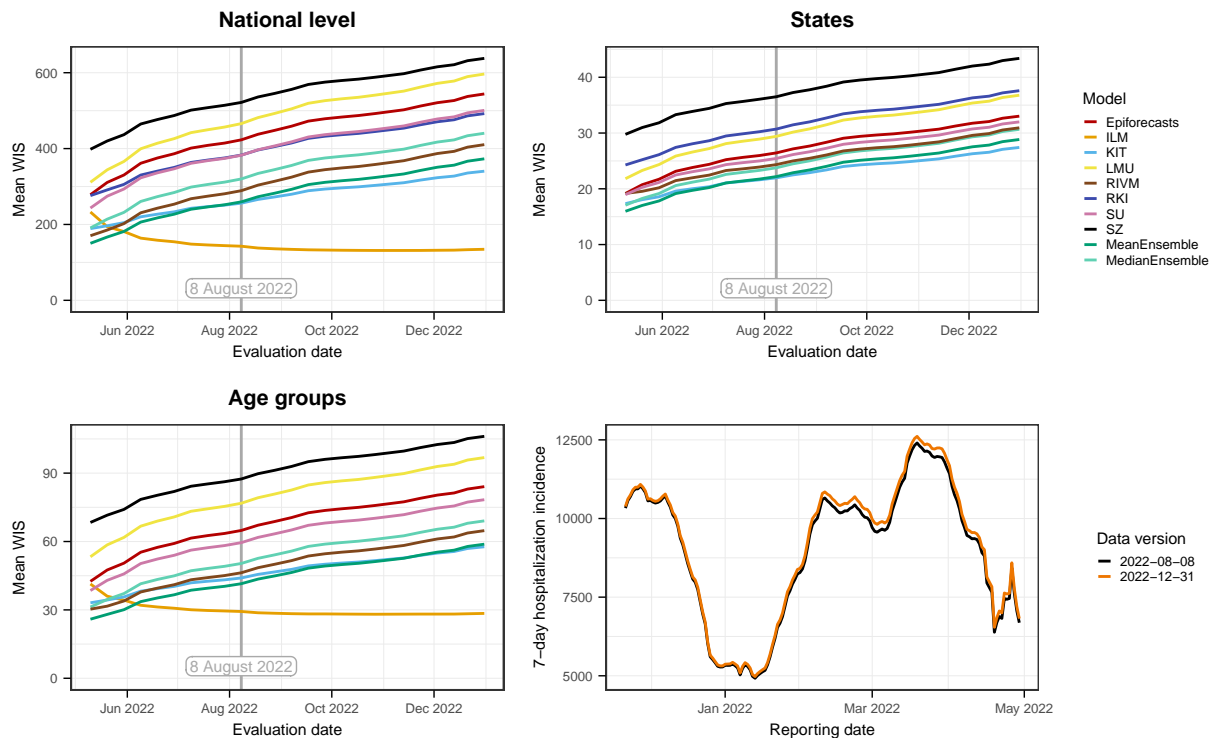 National level
Mean WIS
600
400
200
0
8 August 2022
Jun 2022
Aug 2022
Oct 2022
Dec 2022
Evaluation date
States
Mean WIS
40
30
20
10
0
8 August 2022
Jun 2022
Aug 2022
Oct 2022
Dec 2022
Evaluation date
Model
Epiforecasts
ILM
KIT
LMU
RIVM
RKI
SU
SZ
MeanEnsemble
MedianEnsemble
Age groups
Mean WIS
90
60
30
0
8 August 2022
Jun 2022
Aug 2022
Oct 2022
Dec 2022
Evaluation date
7−day hospitalization incidence
12500
10000
7500
5000
Jan 2022
Mar 2022
May 2022
Reporting date
Data version
2022−08−08
2022−12−31